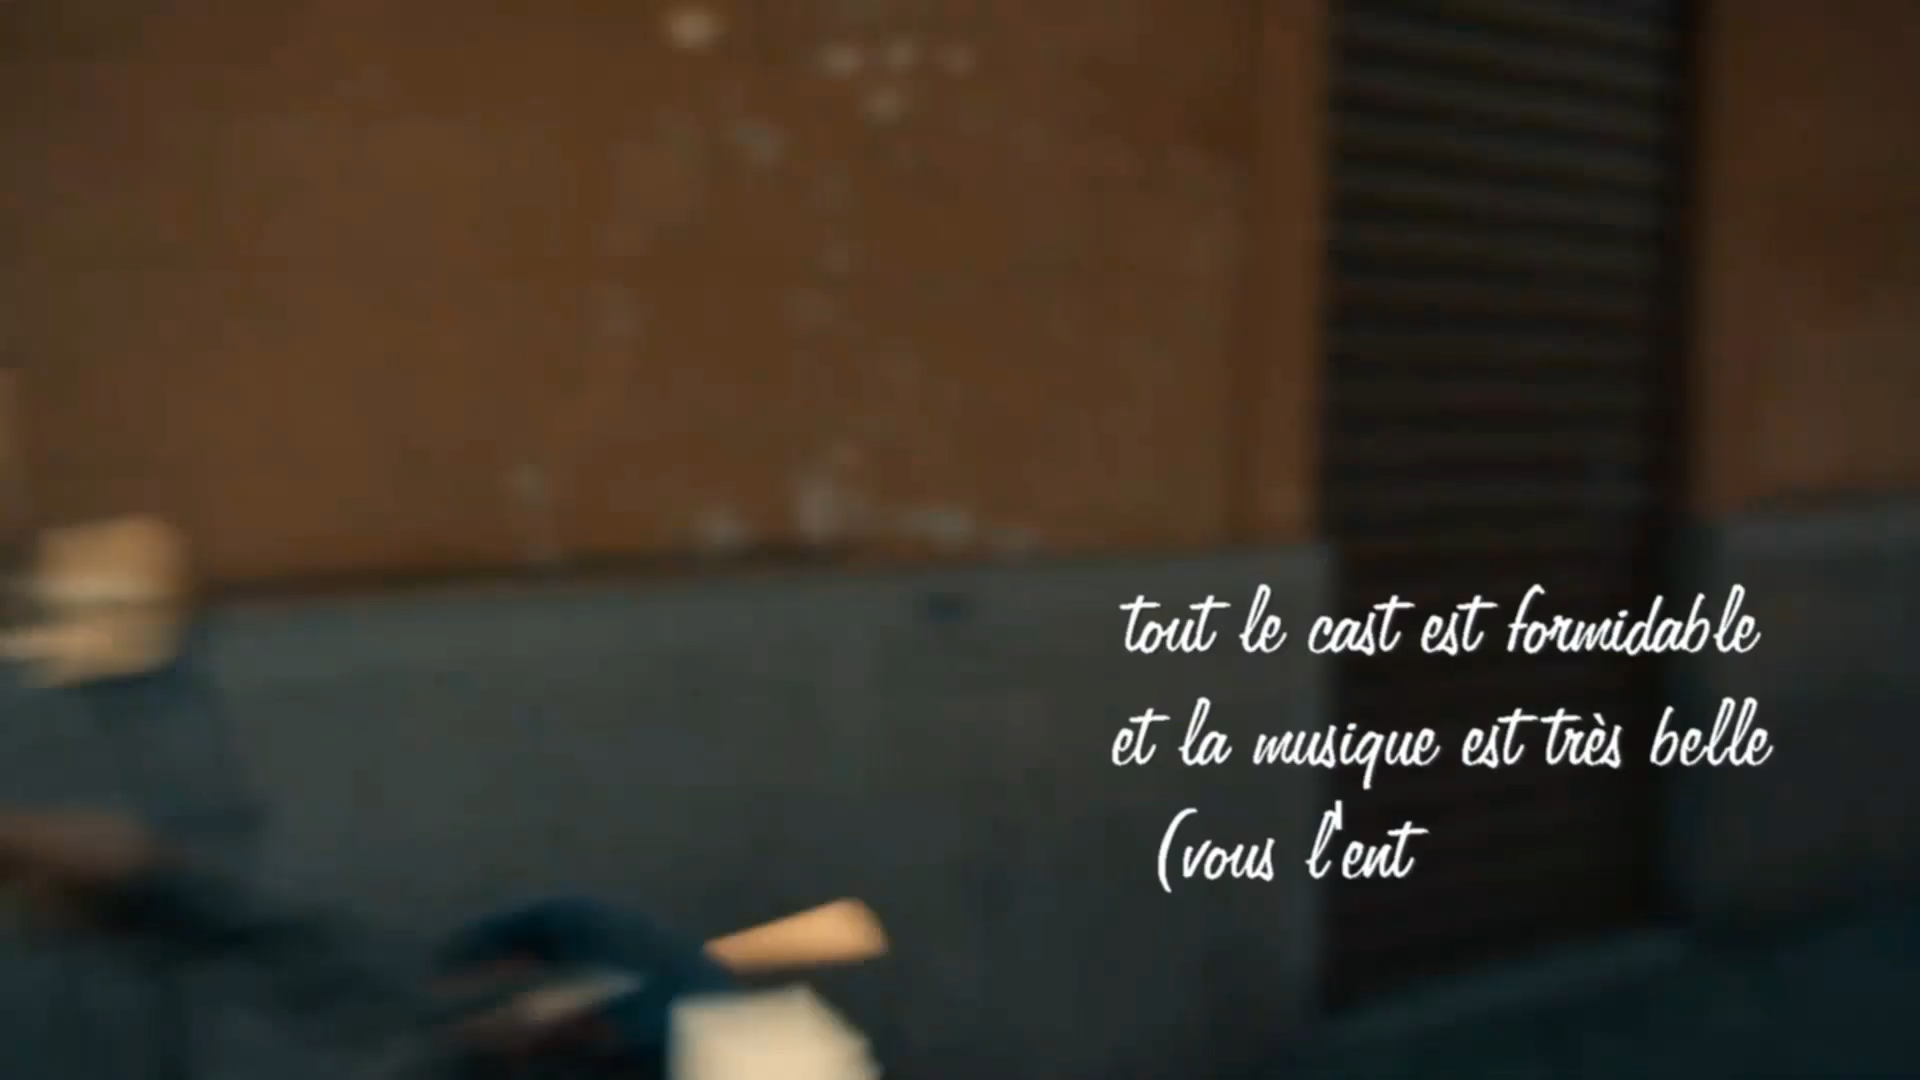 tout le cast est formidable
et la musique est très belle
(vous l'ent